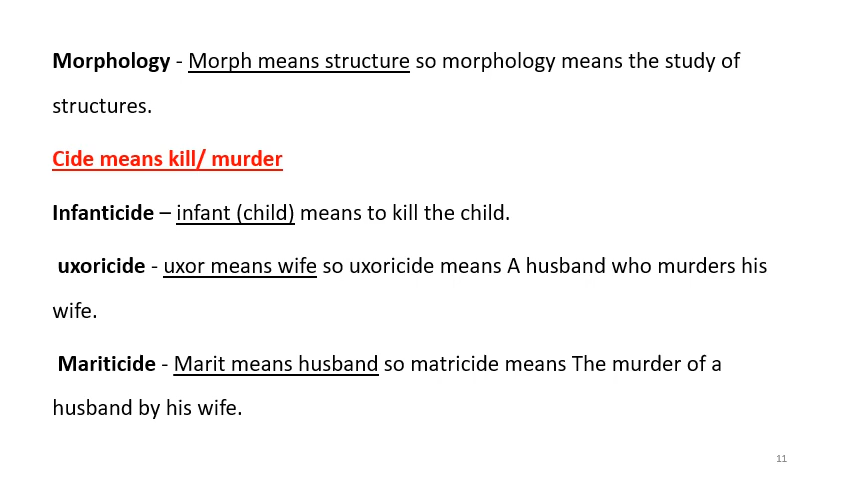 Morphology - Morph means structure so morphology means the study of
structures.
Cide means kill/ murder
Infanticide – infant (child) means to kill the child.
uxoricide - uxor means wife so uxoricide means A husband who murders his
wife.
Mariticide - Marit means husband so matricide means The murder of a
husband by his wife.
11